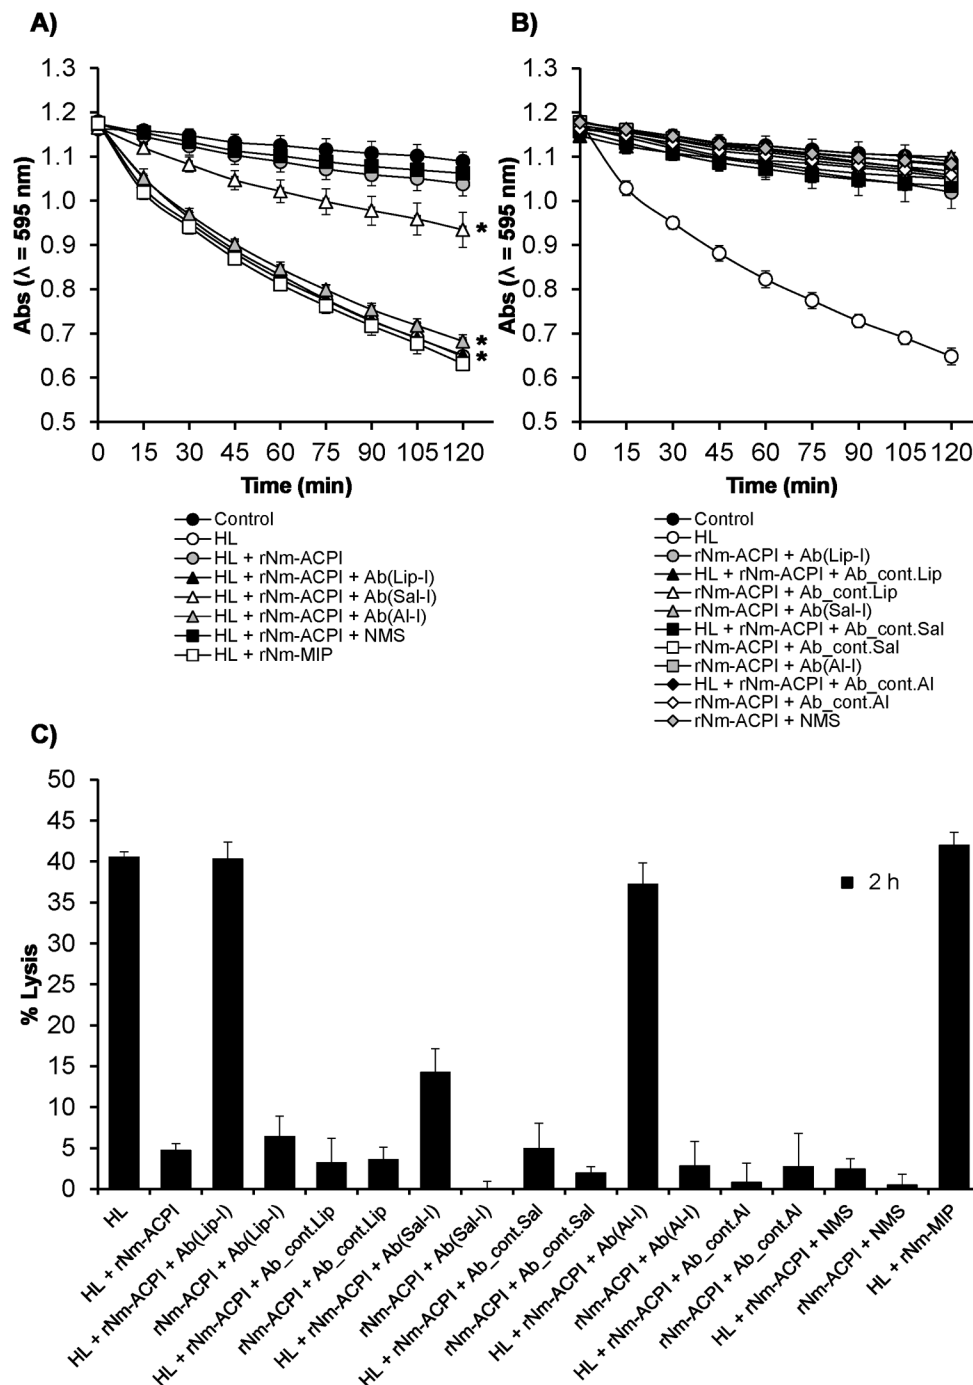 A)
B)
1.3
1.2
1.1
1.0
0.9
0.8
0.7
0.6
0.5
Abs (λ = 595 nm)
0 15 30 45 60 75 90 105 120
Time (min)
*
*
*
1.3
1.2
1.1
1.0
0.9
0.8
0.7
0.6
0.5
Abs (λ = 595 nm)
0 15 30 45 60 75 90 105 120
Time (min)
Control
HL
HL + rNm-ACPI
HL + rNm-ACPI + Ab(Lip-I)
HL + rNm-ACPI + Ab(Sal-I)
HL + rNm-ACPI + Ab(Al-I)
HL + rNm-ACPI + NMS
HL + rNm-MIP
Control
HL
rNm-ACPI + Ab(Lip-I)
HL + rNm-ACPI + Ab_cont.Lip
rNm-ACPI + Ab_cont.Lip
rNm-ACPI + Ab(Sal-I)
HL + rNm-ACPI + Ab_cont.Sal
rNm-ACPI + Ab_cont.Sal
rNm-ACPI + Ab(Al-I)
HL + rNm-ACPI + Ab_cont.Al
rNm-ACPI + Ab_cont.Al
rNm-ACPI + NMS
C)
50
45
40
35
30
25
20
15
10
5
0
% Lysis
2 h
HL
HL + rNm-ACPI
HL + rNm-ACPI + Ab(Lip-I)
rNm-ACPI + Ab(Lip-I)
HL + rNm-ACPI + Ab_cont.Lip
rNm-ACPI + Ab_cont.Lip
HL + rNm-ACPI + Ab(Sal-I)
rNm-ACPI + Ab(Sal-I)
HL + rNm-ACPI + Ab_cont.Sal
rNm-ACPI + Ab_cont.Sal
HL + rNm-ACPI + Ab(Al-I)
rNm-ACPI + Ab(Al-I)
HL + rNm-ACPI + Ab_cont.Al
rNm-ACPI + Ab_cont.Al
HL + rNm-ACPI + NMS
rNm-ACPI + NMS
HL + rNm-MIP